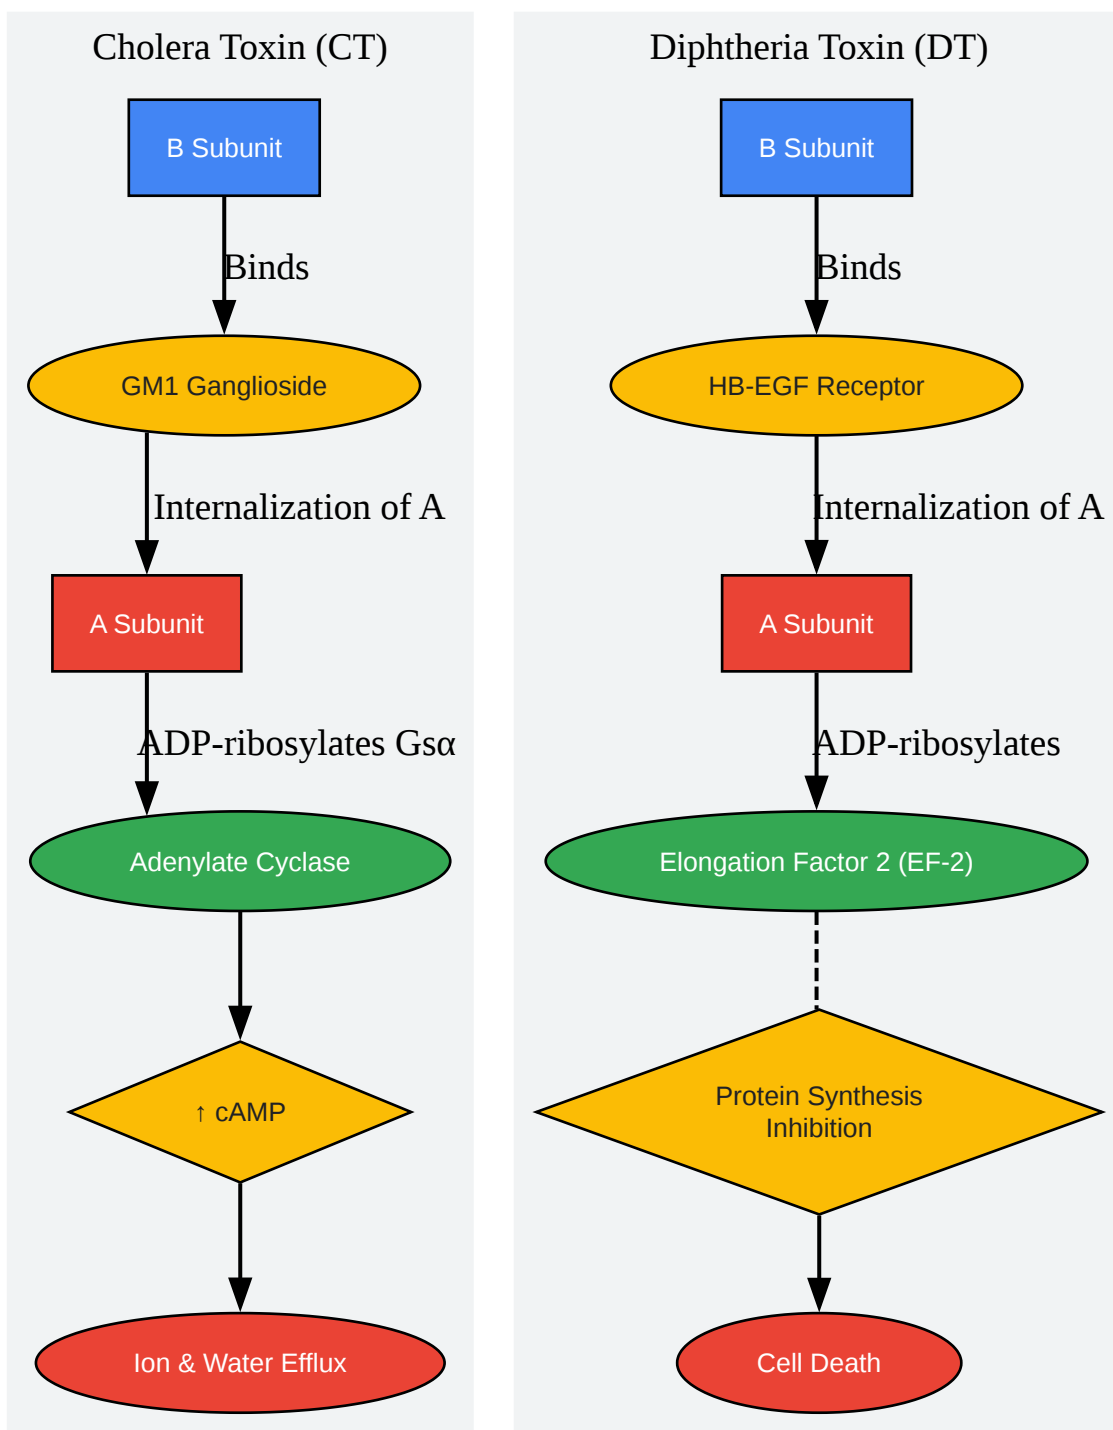 Cholera Toxin (CT)
B Subunit
Binds
GM1 Ganglioside
Internalization of A
A Subunit
ADP-ribosylates Gsα
Adenylate Cyclase
↑ cAMP
Ion & Water Efflux
Diphtheria Toxin (DT)
B Subunit
Binds
HB-EGF Receptor
Internalization of A
A Subunit
ADP-ribosylates
Elongation Factor 2 (EF-2)
Protein Synthesis
Inhibition
Cell Death